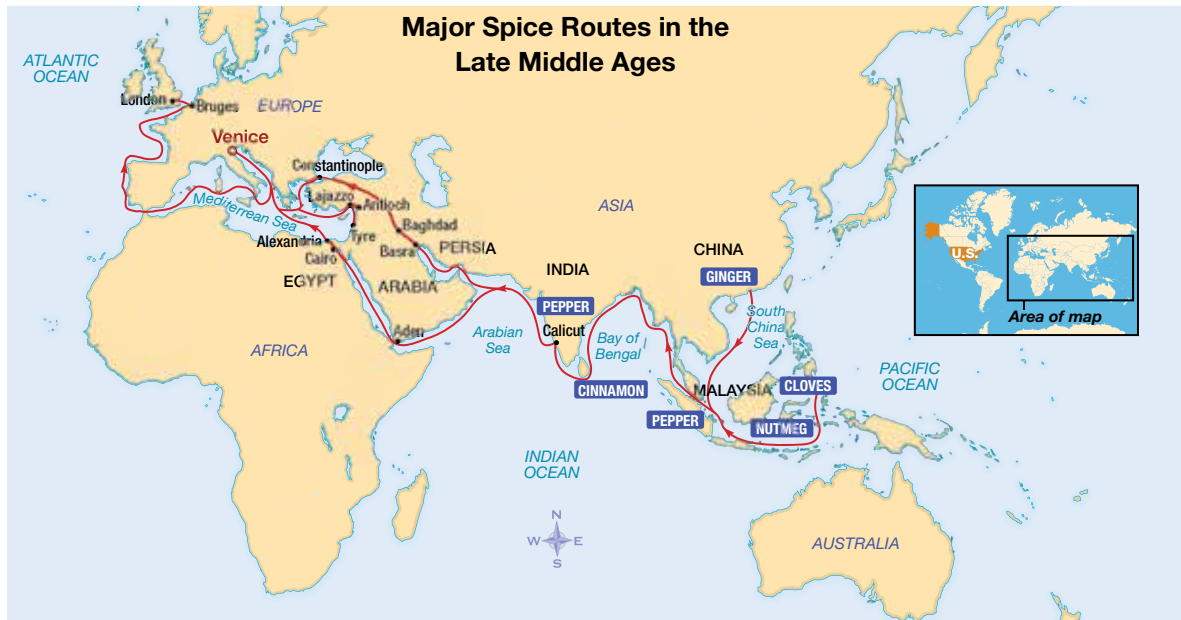 Major Spice Routes in the
Late Middle Ages
ATLANTIC
OCEAN
London
Bruges
EUROPE
Venice
Constantinople
Lajazzo
Antioch
Mediterrean Sea
Tyre
Baghdad
Alexandria
Cairo
Basra
PERSIA
EGYPT
ARABIA
ASIA
CHINA
GINGER
INDIA
PEPPER
Calicut
Aden
Arabian
Sea
Bay of
Bengal
South
China
Sea
AFRICA
CINNAMON
MALAYSIA
CLOVES
PEPPER
NUTMEG
PACIFIC
OCEAN
INDIAN
OCEAN
N
W
E
S
AUSTRALIA
U.S.
Area of map